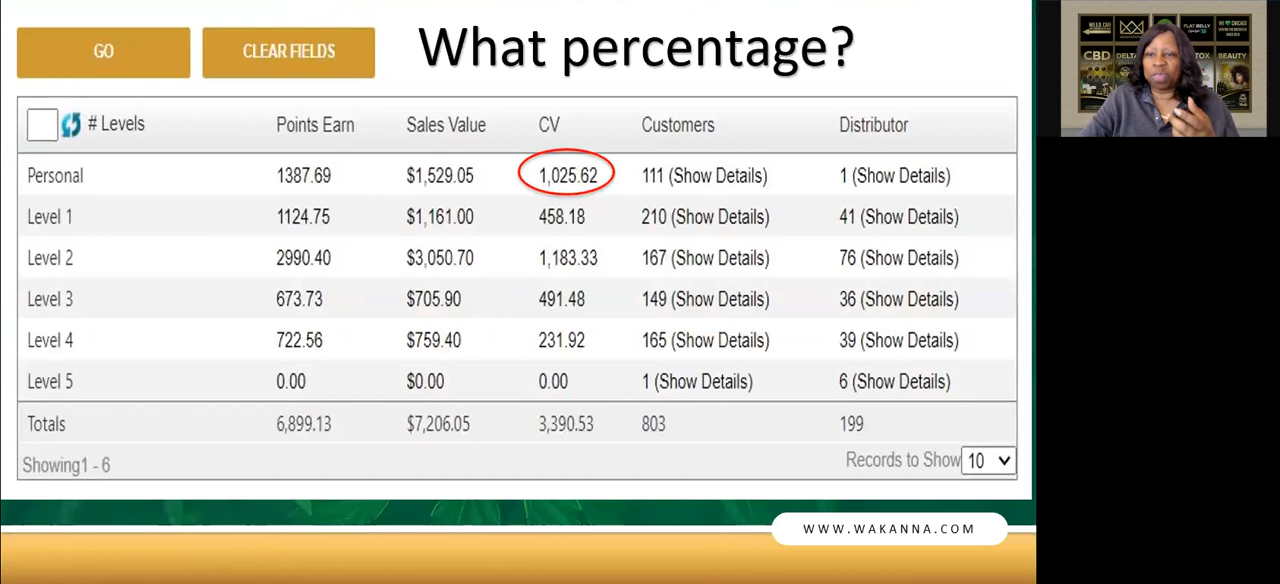 GO CLEAR FIELDS What percentage?
# Levels Points Earn Sales Value CV Customers Distributor
Personal 1387.69 $1,529.05 1,025.62 111 (Show Details) 1 (Show Details)
Level 1 1124.75 $1,161.00 458.18 210 (Show Details) 41 (Show Details)
Level 2 2990.40 $3,050.70 1,183.33 167 (Show Details) 76 (Show Details)
Level 3 673.73 $705.90 491.48 149 (Show Details) 36 (Show Details)
Level 4 722.56 $759.40 231.92 165 (Show Details) 39 (Show Details)
Level 5 0.00 $0.00 0.00 1 (Show Details) 6 (Show Details)
Totals 6,899.13 $7,206.05 3,390.53 803 199
Showing1 - 6 Records to Show 10
WWW.WAKANNA.COM
FLAT BELLY
CBD DELT TOX BEAUTY